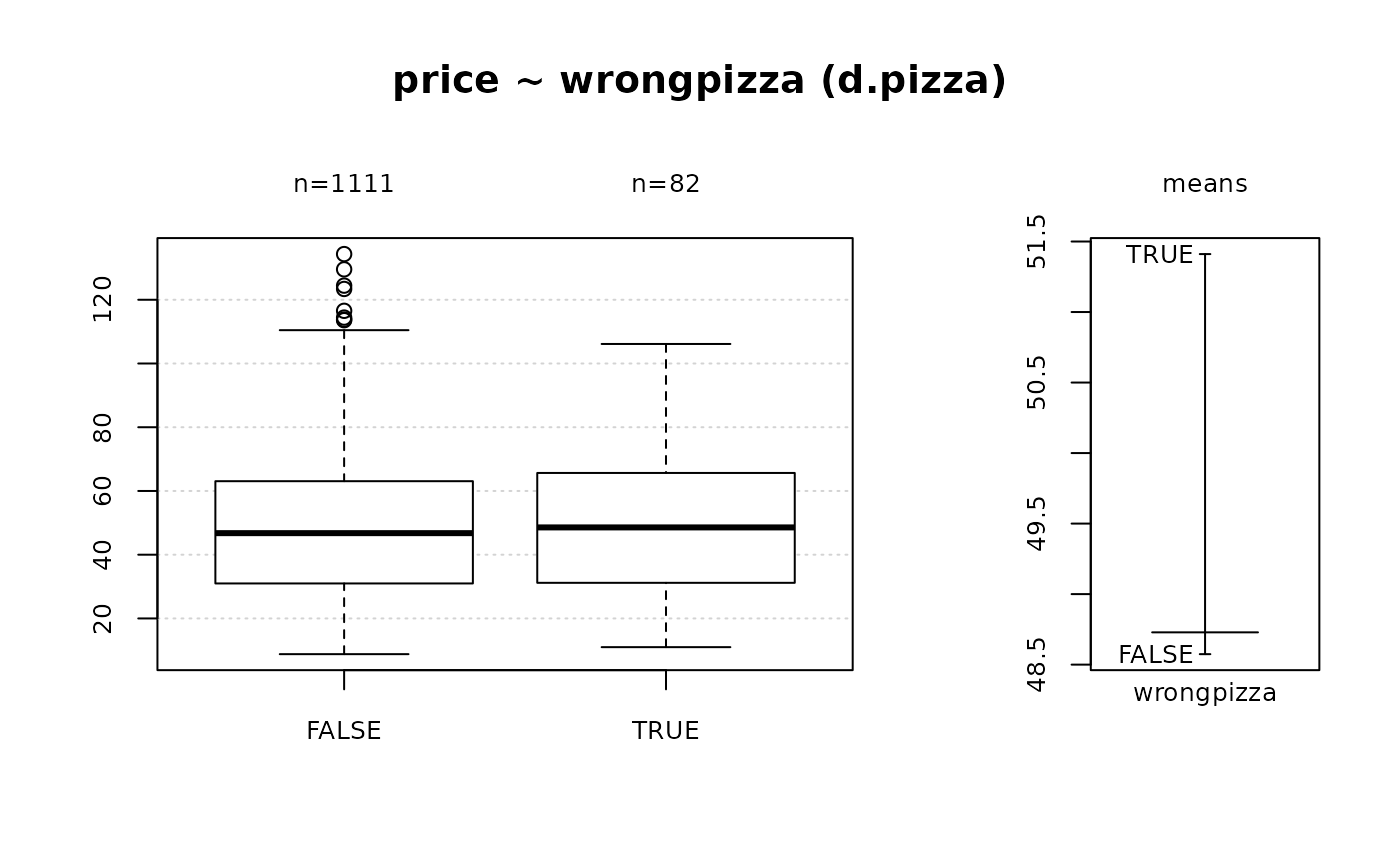 price ~ wrongpizza (d.pizza)
n=1111
n=82
means
120
80
60
40
20
FALSE
TRUE
51.5
50.5
49.5
48.5
TRUE
FALSE
wrongpizza